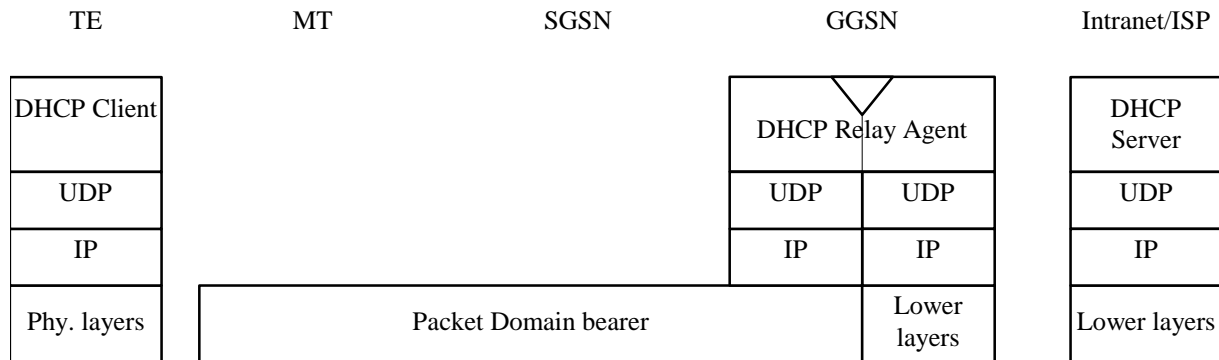 TE MT SGSN GGSN Intranet/ISP
DHCP Client
DHCP Relay Agent
DHCP
Server
UDP UDP UDP UDP
IP IP IP IP
Phy. layers Packet Domain bearer Lower
layers Lower layers